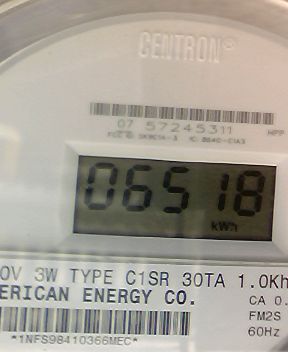 CENTRON®
07 57245311
HPP
06518
kWh
0V 3W TYPE C1SR 30TA 1.0Kh
ERICAN ENERGY CO.
CA 0.
FM2S
60Hz
*1NFS98410366MEC*